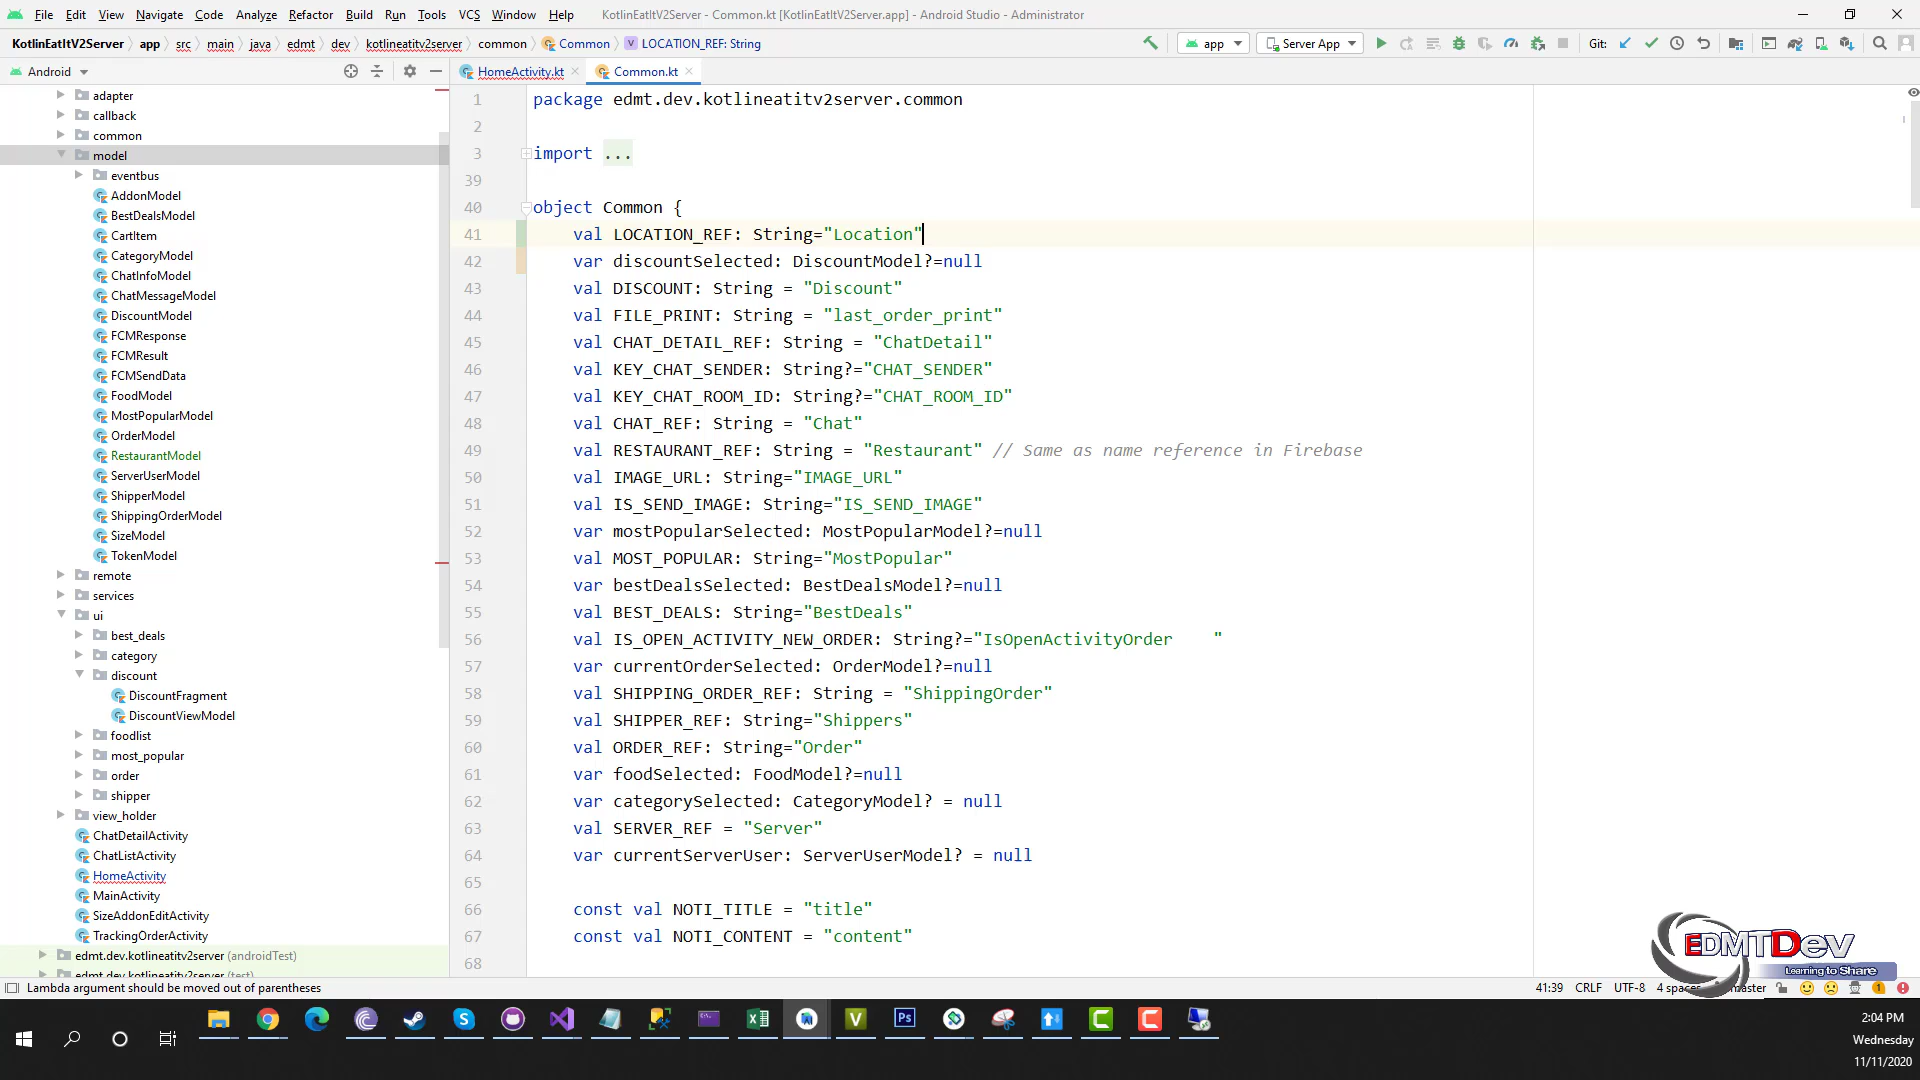 File Edit View Navigate Code Analyze Refactor Build Run Tools VCS Window Help KotlinEatItV2Server - Common.kt [KotlinEatItV2Server.app] - Android Studio - Administrator
KotlinEatItV2Server app src main java edmt dev kotlineatitv2server common Common LOCATION_REF: String app Server App Git:
Android HomeActivity.kt Common.kt
adapter
callback
common
model
eventbus
AddonModel
BestDealsModel
CartItem
CategoryModel
ChatInfoModel
ChatMessageModel
DiscountModel
FCMResponse
FCMResult
FCMSendData
FoodModel
MostPopularModel
OrderModel
RestaurantModel
ServerUserModel
ShipperModel
ShippingOrderModel
SizeModel
TokenModel
remote
services
ui
best_deals
category
discount
DiscountFragment
DiscountViewModel
foodlist
most_popular
order
shipper
view_holder
ChatDetailActivity
ChatListActivity
HomeActivity
MainActivity
SizeAddonEditActivity
TrackingOrderActivity
edmt.dev.kotlineatitv2server (androidTest)
edmt.dev.kotlineatitv2server (test)
1 package edmt.dev.kotlineatitv2server.common
2
3 import ...
39
40 object Common {
41 val LOCATION_REF: String="Location"
42 var discountSelected: DiscountModel?=null
43 val DISCOUNT: String = "Discount"
44 val FILE_PRINT: String = "last_order_print"
45 val CHAT_DETAIL_REF: String = "ChatDetail"
46 val KEY_CHAT_SENDER: String?="CHAT_SENDER"
47 val KEY_CHAT_ROOM_ID: String?="CHAT_ROOM_ID"
48 val CHAT_REF: String = "Chat"
49 val RESTAURANT_REF: String = "Restaurant" // Same as name reference in Firebase
50 val IMAGE_URL: String="IMAGE_URL"
51 val IS_SEND_IMAGE: String="IS_SEND_IMAGE"
52 var mostPopularSelected: MostPopularModel?=null
53 val MOST_POPULAR: String="MostPopular"
54 var bestDealsSelected: BestDealsModel?=null
55 val BEST_DEALS: String="BestDeals"
56 val IS_OPEN_ACTIVITY_NEW_ORDER: String?="IsOpenActivityOrder    "
57 var currentOrderSelected: OrderModel?=null
58 val SHIPPING_ORDER_REF: String = "ShippingOrder"
59 val SHIPPER_REF: String="Shippers"
60 val ORDER_REF: String="Order"
61 var foodSelected: FoodModel?=null
62 var categorySelected: CategoryModel? = null
63 val SERVER_REF = "Server"
64 var currentServerUser: ServerUserModel? = null
65
66 const val NOTI_TITLE = "title"
67 const val NOTI_CONTENT = "content"
68
EDMTDev
Learning to Share
Lambda argument should be moved out of parentheses 41:39 CRLF UTF-8 4 spaces master
2:04 PM
Wednesday
11/11/2020